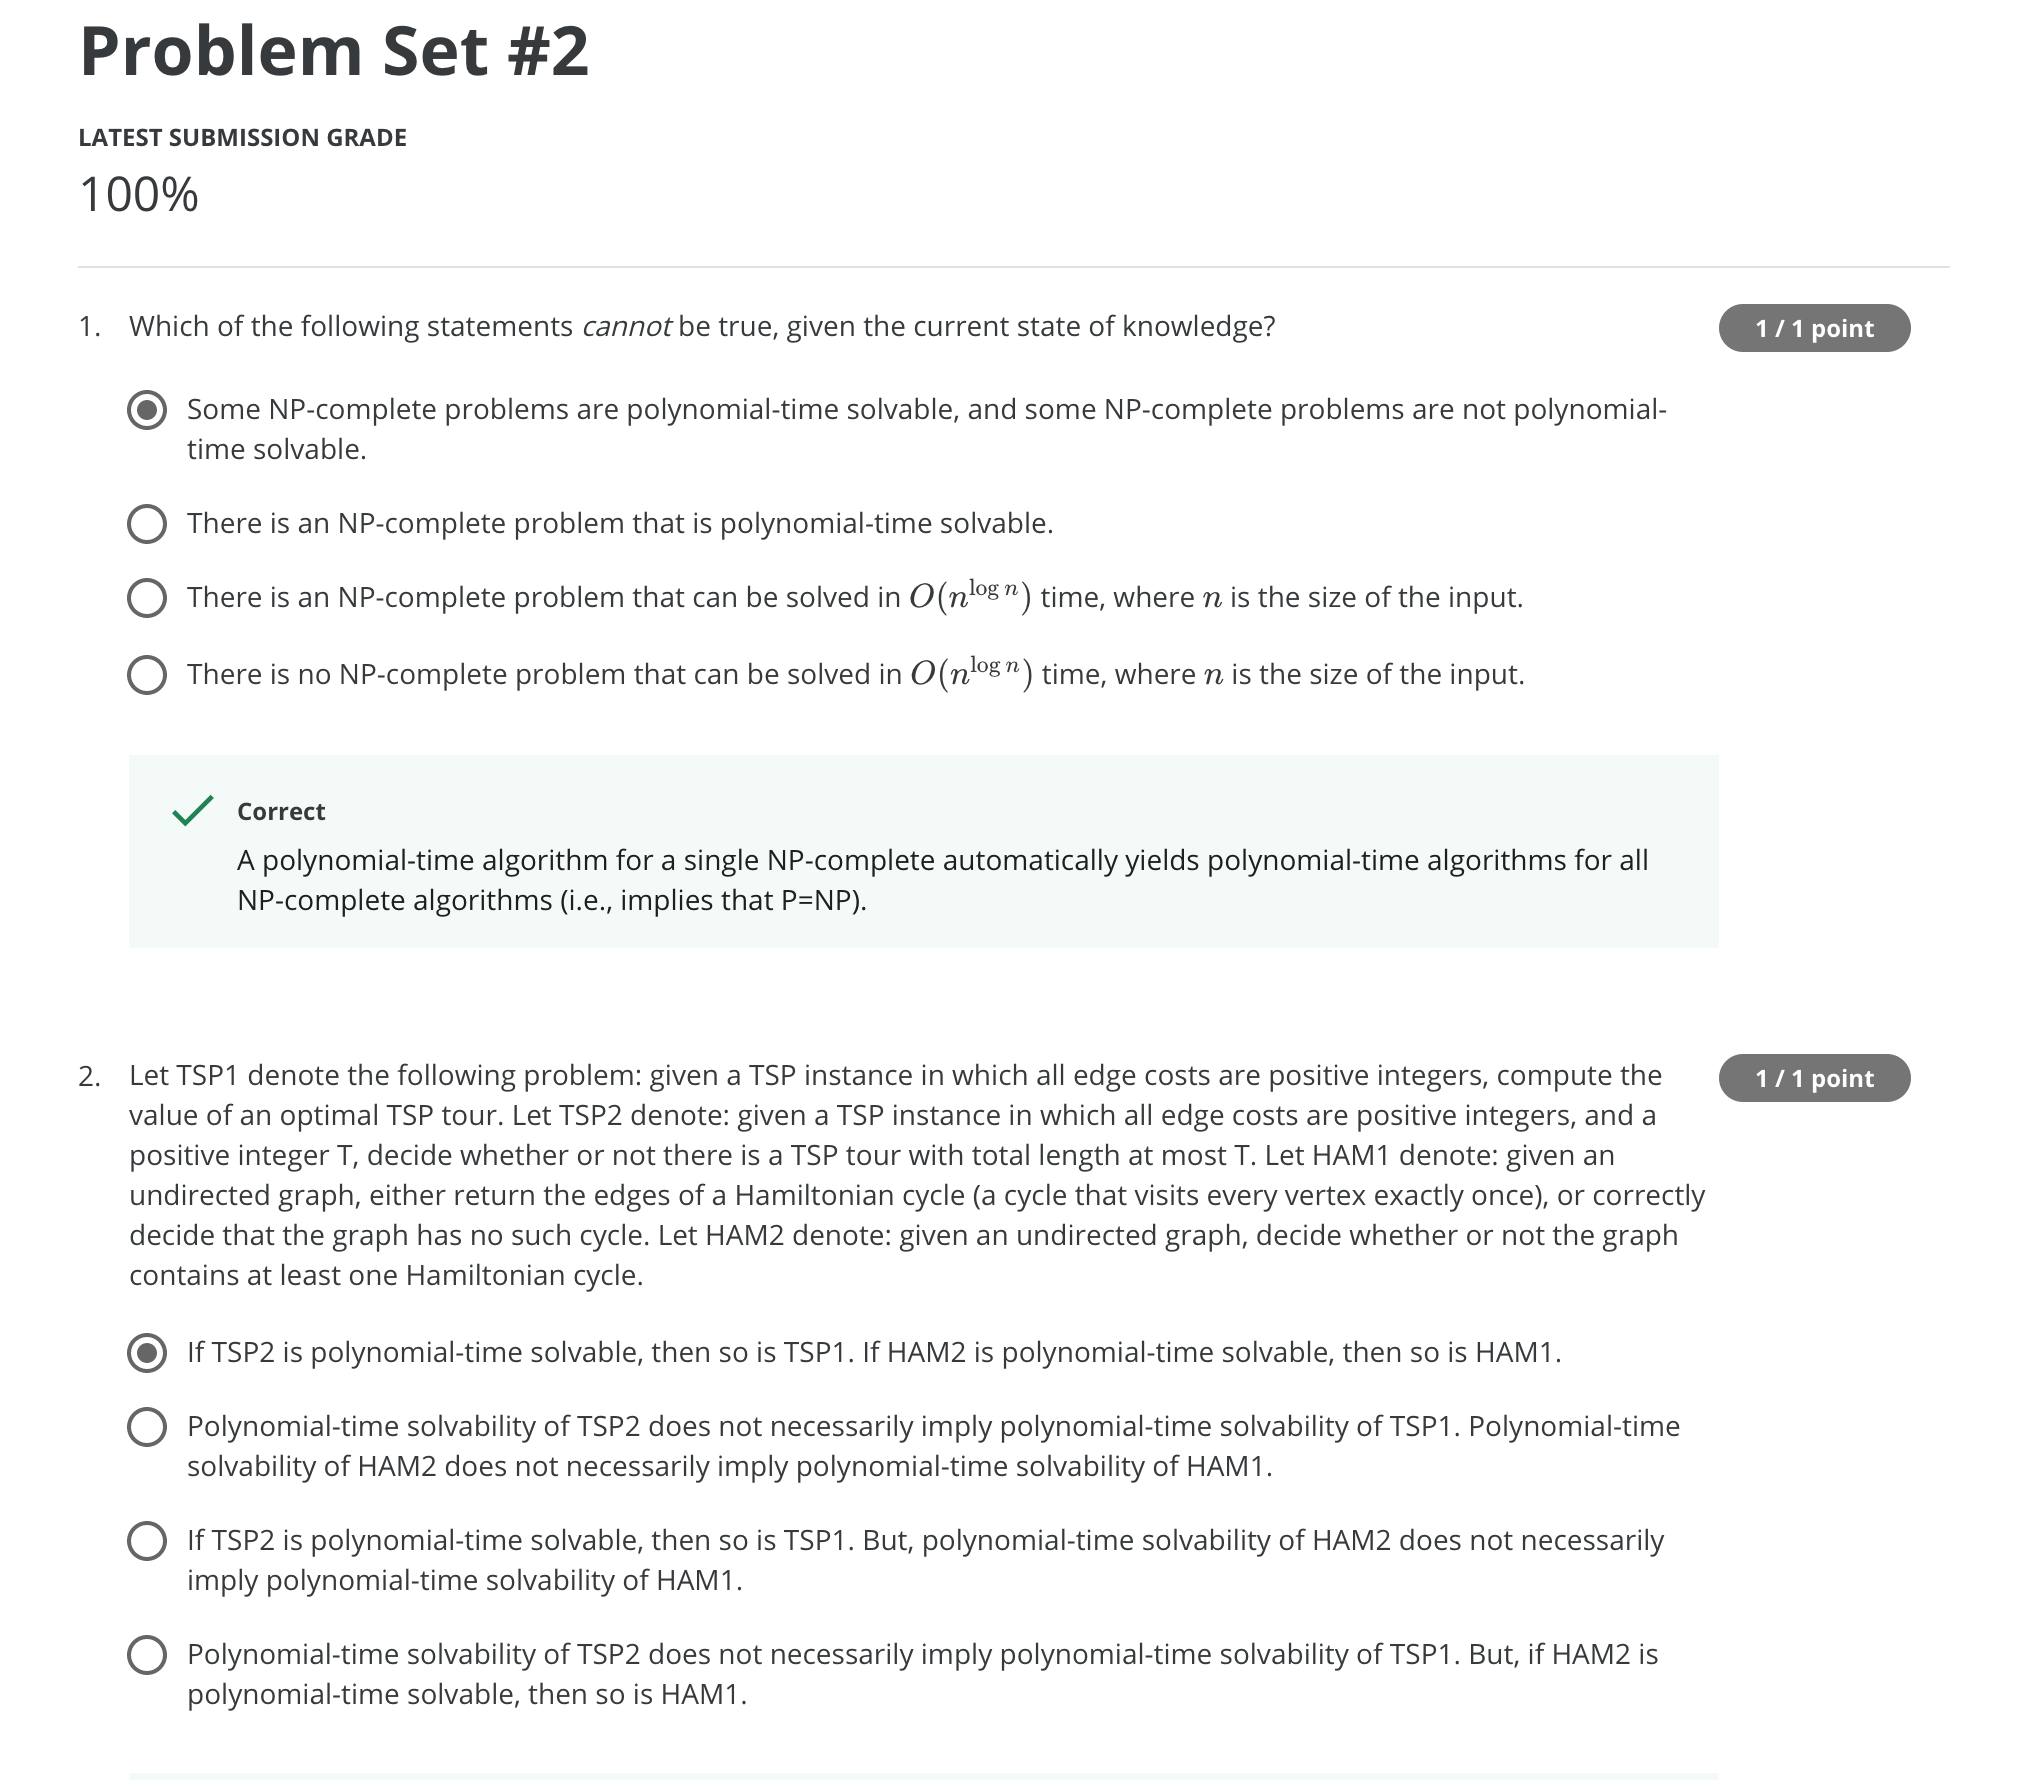 Problem Set #2
LATEST SUBMISSION GRADE
100%
1. Which of the following statements cannot be true, given the current state of knowledge?
1 / 1 point
Some NP-complete problems are polynomial-time solvable, and some NP-complete problems are not polynomial-
time solvable.
There is an NP-complete problem that is polynomial-time solvable.
There is an NP-complete problem that can be solved in O(n^{log n}) time, where n is the size of the input.
There is no NP-complete problem that can be solved in O(n^{log n}) time, where n is the size of the input.
Correct
A polynomial-time algorithm for a single NP-complete automatically yields polynomial-time algorithms for all
NP-complete algorithms (i.e., implies that P=NP).
2. Let TSP1 denote the following problem: given a TSP instance in which all edge costs are positive integers, compute the
1 / 1 point
value of an optimal TSP tour. Let TSP2 denote: given a TSP instance in which all edge costs are positive integers, and a
positive integer T, decide whether or not there is a TSP tour with total length at most T. Let HAM1 denote: given an
undirected graph, either return the edges of a Hamiltonian cycle (a cycle that visits every vertex exactly once), or correctly
decide that the graph has no such cycle. Let HAM2 denote: given an undirected graph, decide whether or not the graph
contains at least one Hamiltonian cycle.
If TSP2 is polynomial-time solvable, then so is TSP1. If HAM2 is polynomial-time solvable, then so is HAM1.
Polynomial-time solvability of TSP2 does not necessarily imply polynomial-time solvability of TSP1. Polynomial-time
solvability of HAM2 does not necessarily imply polynomial-time solvability of HAM1.
If TSP2 is polynomial-time solvable, then so is TSP1. But, polynomial-time solvability of HAM2 does not necessarily
imply polynomial-time solvability of HAM1.
Polynomial-time solvability of TSP2 does not necessarily imply polynomial-time solvability of TSP1. But, if HAM2 is
polynomial-time solvable, then so is HAM1.